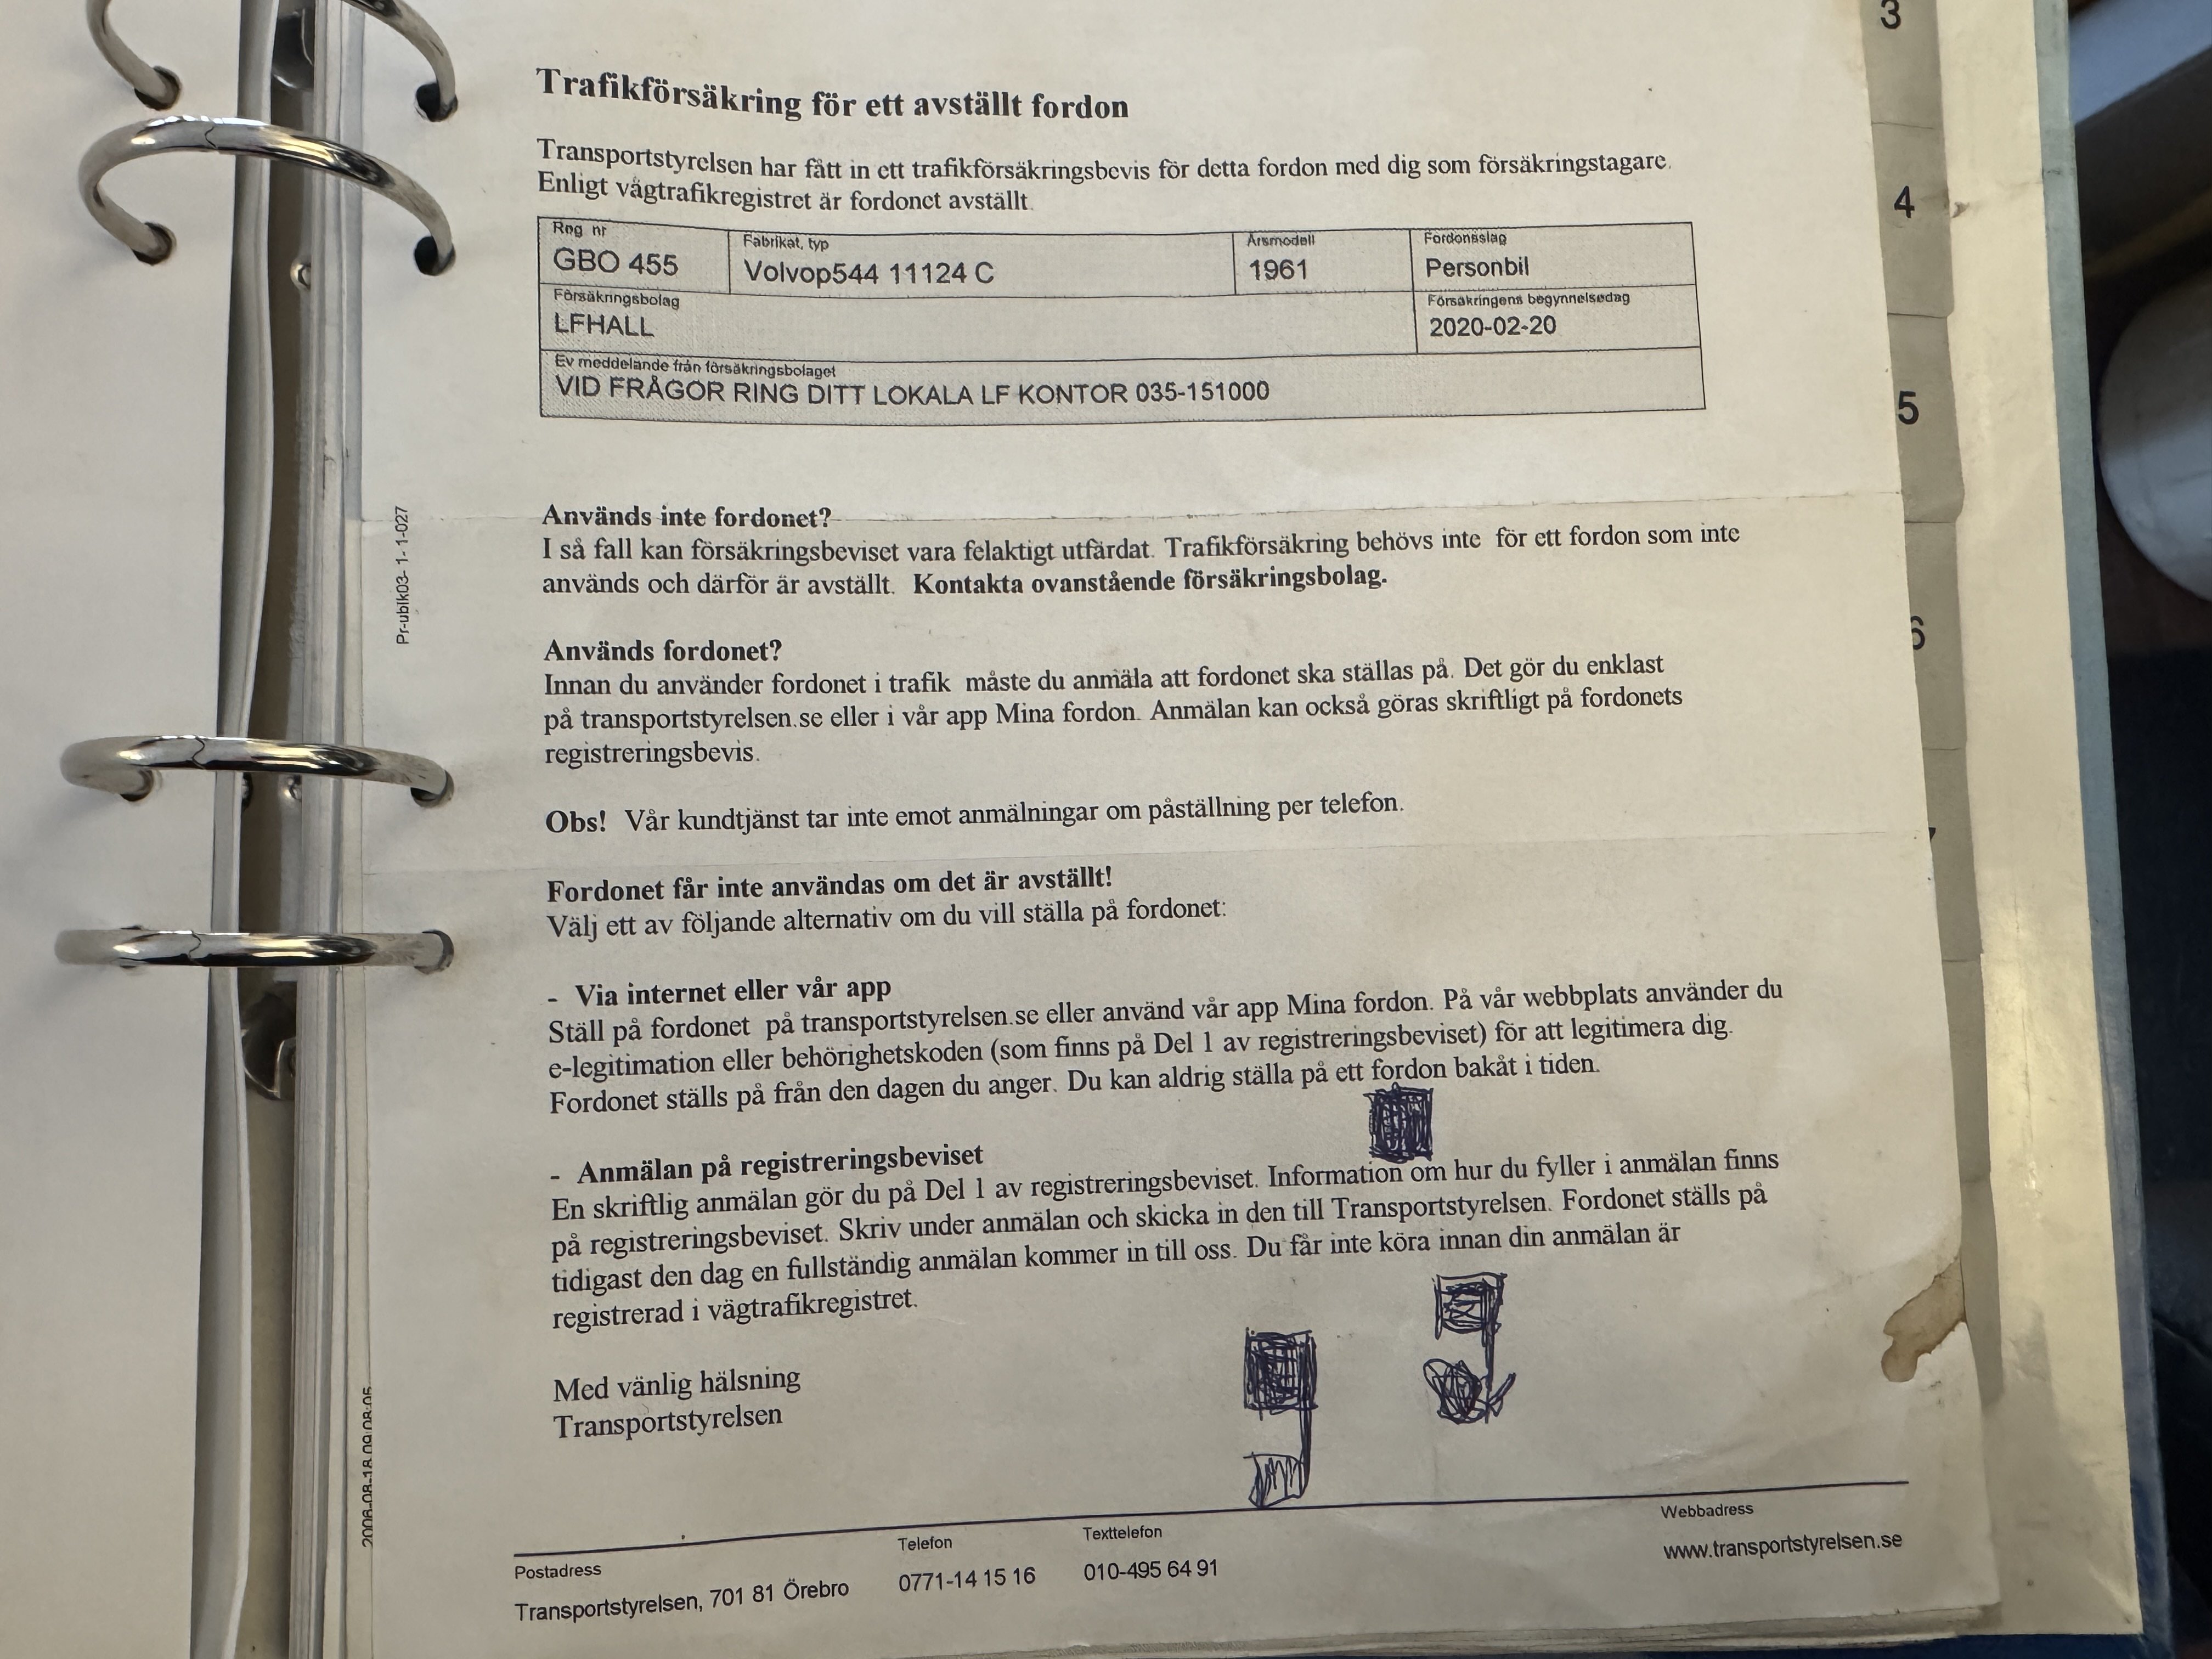 3
4
5
6
Trafikförsäkring för ett avställt fordon
Transportstyrelsen har fått in ett trafikförsäkringsbevis för detta fordon med dig som försäkringstagare.
Enligt vägtrafikregistret är fordonet avställt.
Reg nr
Fabrikat, typ
Årsmodell
Fordonsslag
GBO 455
Volvop544 11124 C
1961
Personbil
Försäkringsbolag
Försäkringens begynnelsedag
LFHALL
2020-02-20
Ev meddelande från försäkringsbolaget
VID FRÅGOR RING DITT LOKALA LF KONTOR 035-151000
Pr-ublk03- 1- 1-027
Används inte fordonet?
I så fall kan försäkringsbeviset vara felaktigt utfärdat. Trafikförsäkring behövs inte för ett fordon som inte
används och därför är avställt. Kontakta ovanstående försäkringsbolag.
Används fordonet?
Innan du använder fordonet i trafik måste du anmäla att fordonet ska ställas på. Det gör du enklast
på transportstyrelsen.se eller i vår app Mina fordon. Anmälan kan också göras skriftligt på fordonets
registreringsbevis.
Obs! Vår kundtjänst tar inte emot anmälningar om påställning per telefon.
Fordonet får inte användas om det är avställt!
Välj ett av följande alternativ om du vill ställa på fordonet:
- Via internet eller vår app
Ställ på fordonet på transportstyrelsen.se eller använd vår app Mina fordon. På vår webbplats använder du
e-legitimation eller behörighetskoden (som finns på Del 1 av registreringsbeviset) för att legitimera dig.
Fordonet ställs på från den dagen du anger. Du kan aldrig ställa på ett fordon bakåt i tiden.
- Anmälan på registreringsbeviset
En skriftlig anmälan gör du på Del 1 av registreringsbeviset. Information om hur du fyller i anmälan finns
på registreringsbeviset. Skriv under anmälan och skicka in den till Transportstyrelsen. Fordonet ställs på
tidigast den dag en fullständig anmälan kommer in till oss. Du får inte köra innan din anmälan är
registrerad i vägtrafikregistret.
Med vänlig hälsning
Transportstyrelsen
Postadress
Telefon
Texttelefon
Webbadress
Transportstyrelsen, 701 81 Örebro
0771-14 15 16
010-495 64 91
www.transportstyrelsen.se